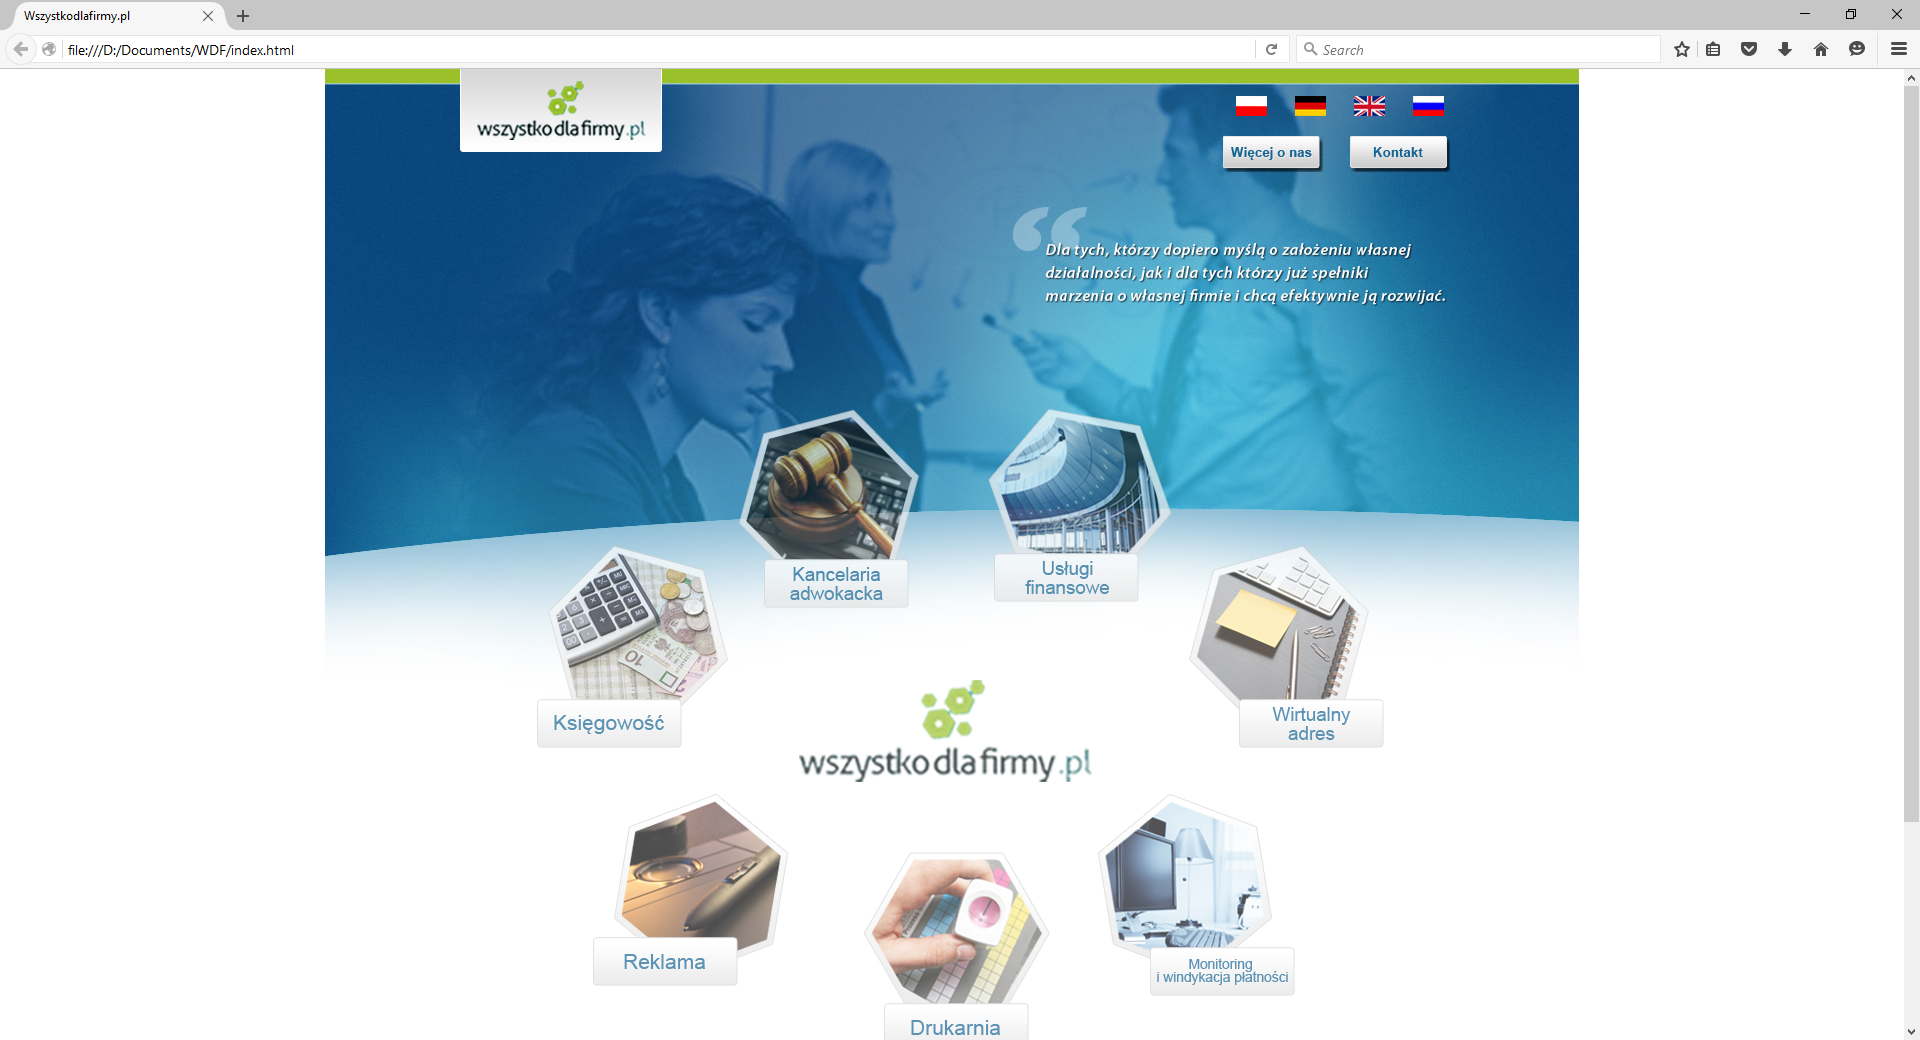 Wszystkodlafirmy.pl
file:///D:/Documents/WDF/index.html
Search
wszystko dla firmy.pl
Więcej o nas
Kontakt
“
Dla tych, którzy dopiero myślą o założeniu własnej
działalności, jak i dla tych którzy już spełniki
marzenia o własnej firmie i chcą efektywnie ją rozwijać.
Kancelaria
adwokacka
Usługi
finansowe
10
Księgowość
Wirtualny
adres
wszystko dla firmy.pl
Reklama
Monitoring
i windykacja płatności
Drukarnia